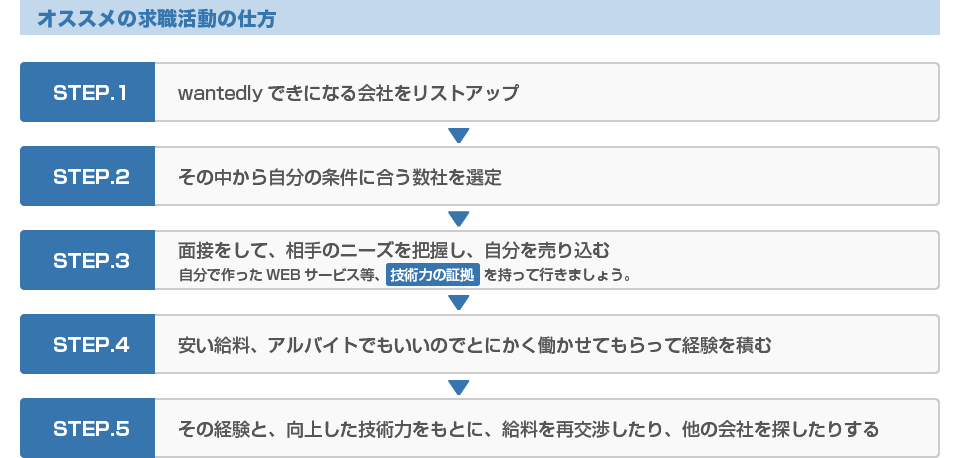 オススメの求職活動の仕方
STEP.1
wantedly できになる会社をリストアップ
STEP.2
その中から自分の条件に合う数社を選定
STEP.3
面接をして、相手のニーズを把握し、自分を売り込む
自分で作った WEB サービス等、技術力の証拠 を持って行きましょう。
STEP.4
安い給料、アルバイトでもいいのでとにかく働かせてもらって経験を積む
STEP.5
その経験と、向上した技術力をもとに、給料を再交渉したり、他の会社を探したりする